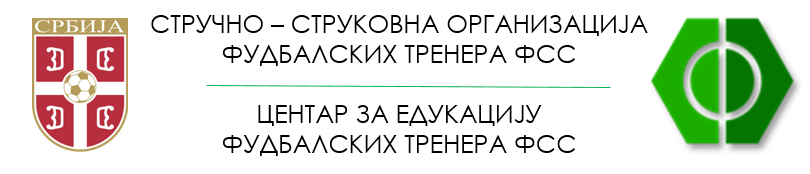 СРБИЈА
СТРУЧНО – СТРУКОВНА ОРГАНИЗАЦИЈА
ФУДБАЛСКИХ ТРЕНЕРА ФСС
ЦЕНТАР ЗА ЕДУКАЦИЈУ
ФУДБАЛСКИХ ТРЕНЕРА ФСС